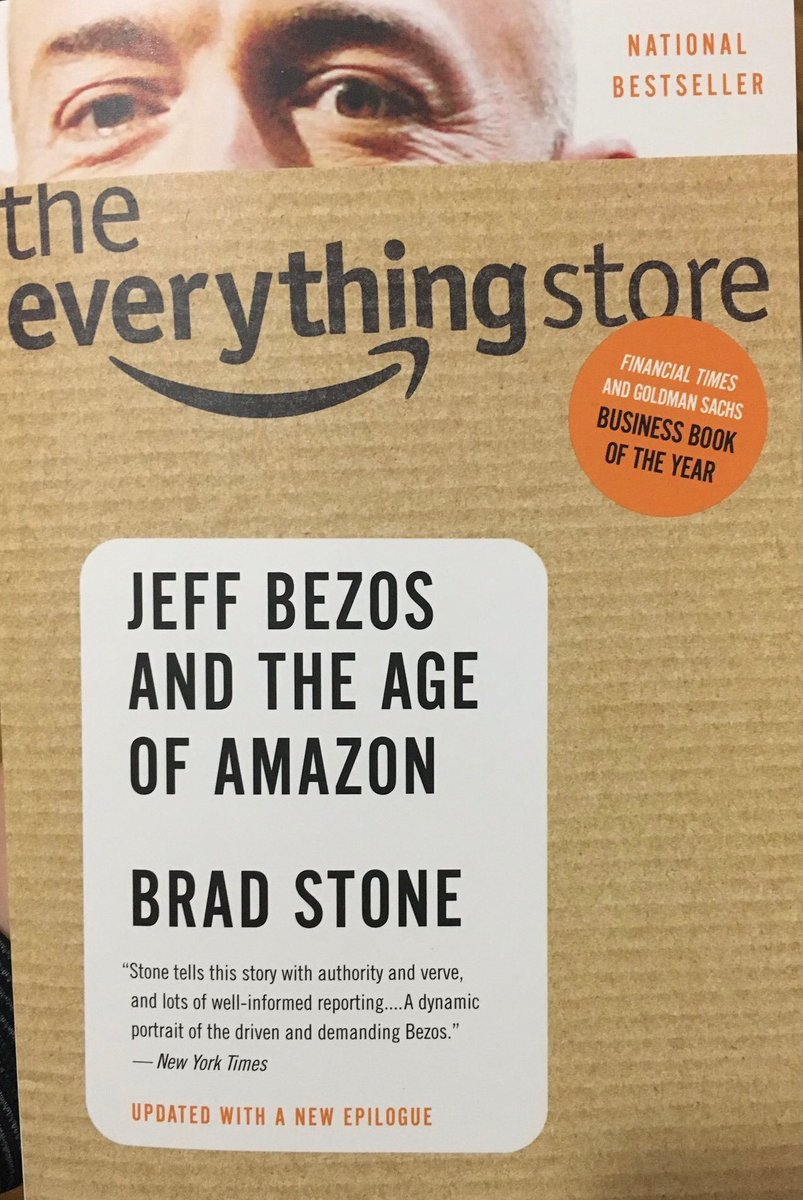 NATIONAL
BESTSELLER
the
everything store
FINANCIAL TIMES
AND GOLDMAN SACHS
BUSINESS BOOK
OF THE YEAR
JEFF BEZOS
AND THE AGE
OF AMAZON
BRAD STONE
“Stone tells this story with authority and verve,
and lots of well-informed reporting....A dynamic
portrait of the driven and demanding Bezos.”
— New York Times
UPDATED WITH A NEW EPILOGUE